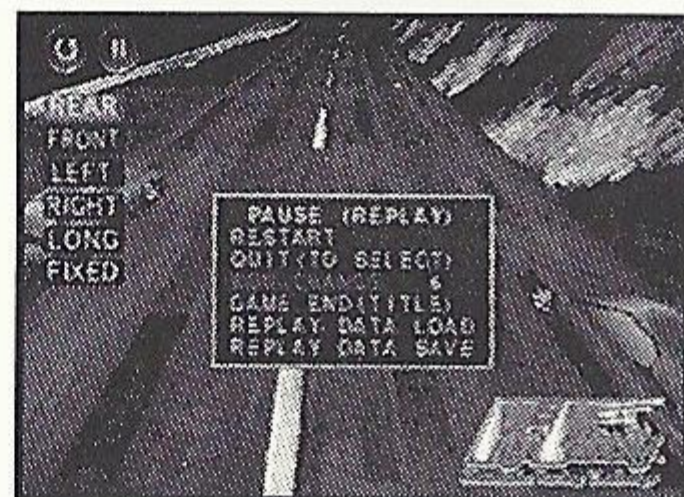 REAR
FRONT
LEFT
RIGHT
LONG
FIXED
PAUSE (REPLAY)
RESTART
QUIT(TO SELECT)
6
GAME END(TITLE)
REPLAY DATA LOAD
REPLAY DATA SAVE